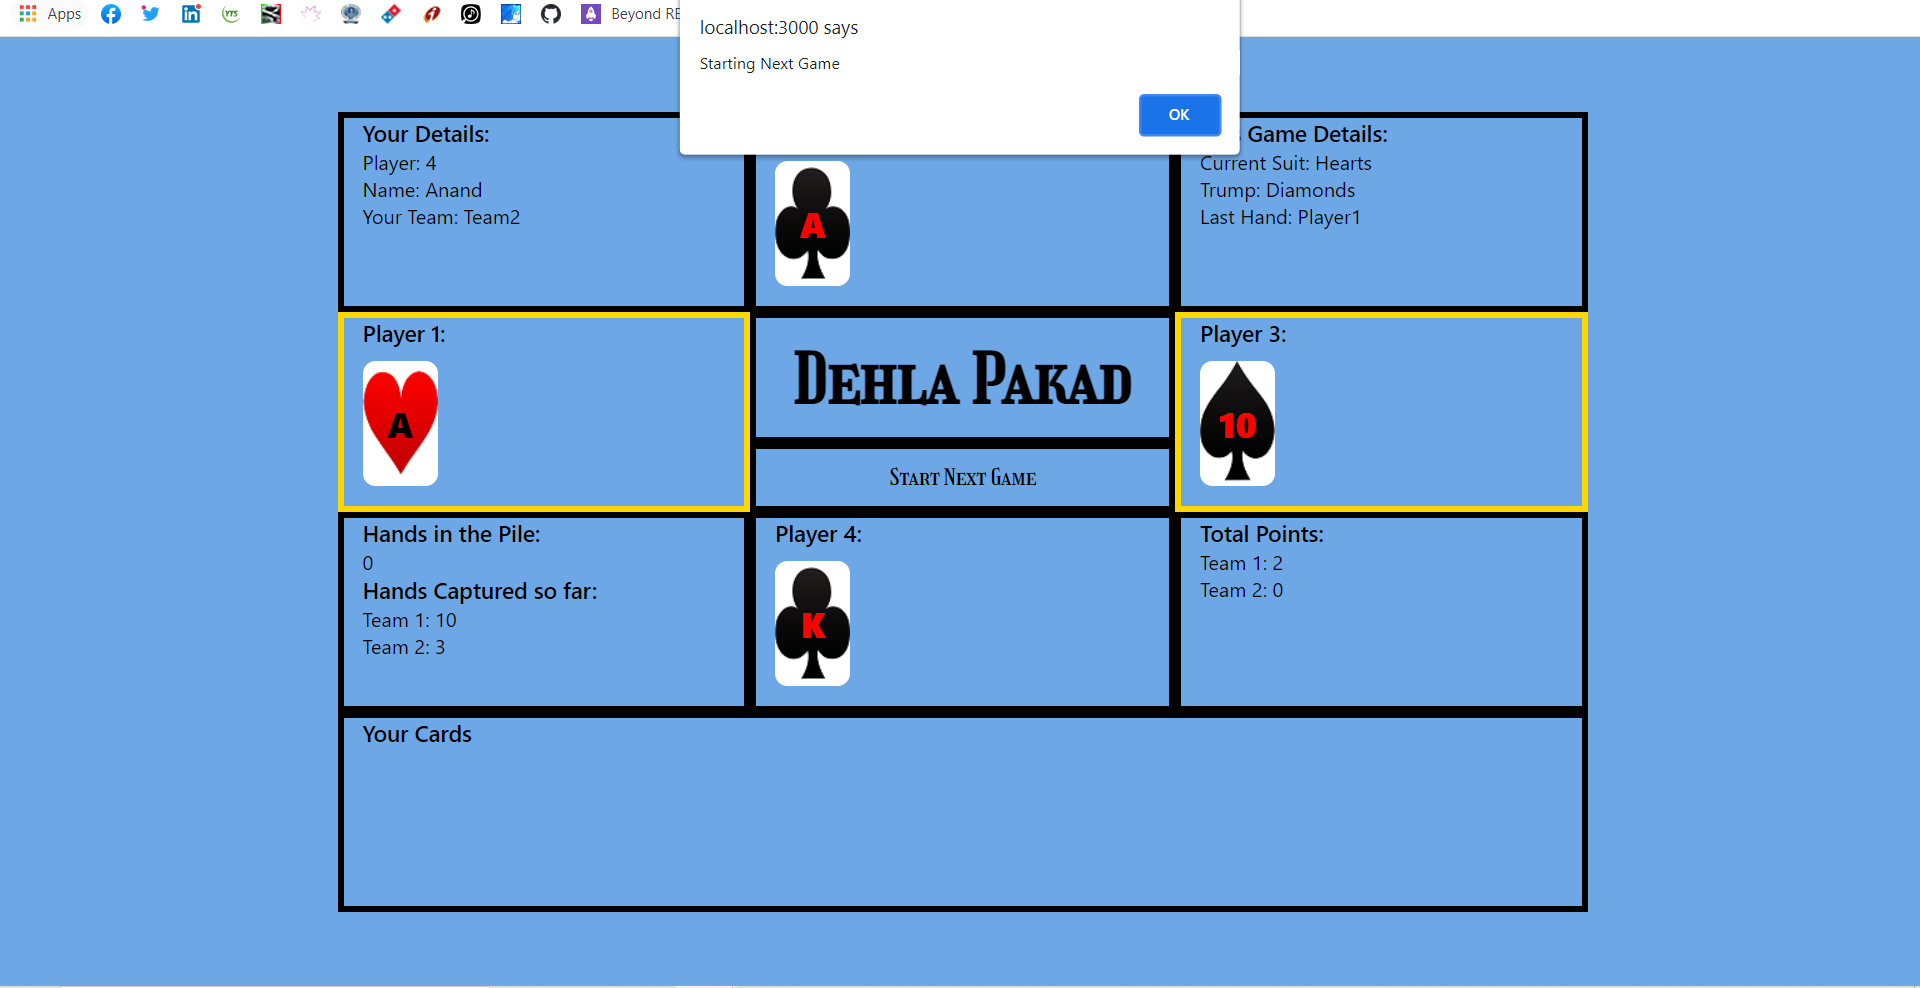 Apps
YTS
Beyond RE
localhost:3000 says
Starting Next Game
OK
Your Details:
Player: 4
Name: Anand
Your Team: Team2
A
Game Details:
Current Suit: Hearts
Trump: Diamonds
Last Hand: Player1
Player 1:
A
Dehla Pakad
Start Next Game
Player 3:
10
Hands in the Pile:
0
Hands Captured so far:
Team 1: 10
Team 2: 3
Player 4:
K
Total Points:
Team 1: 2
Team 2: 0
Your Cards